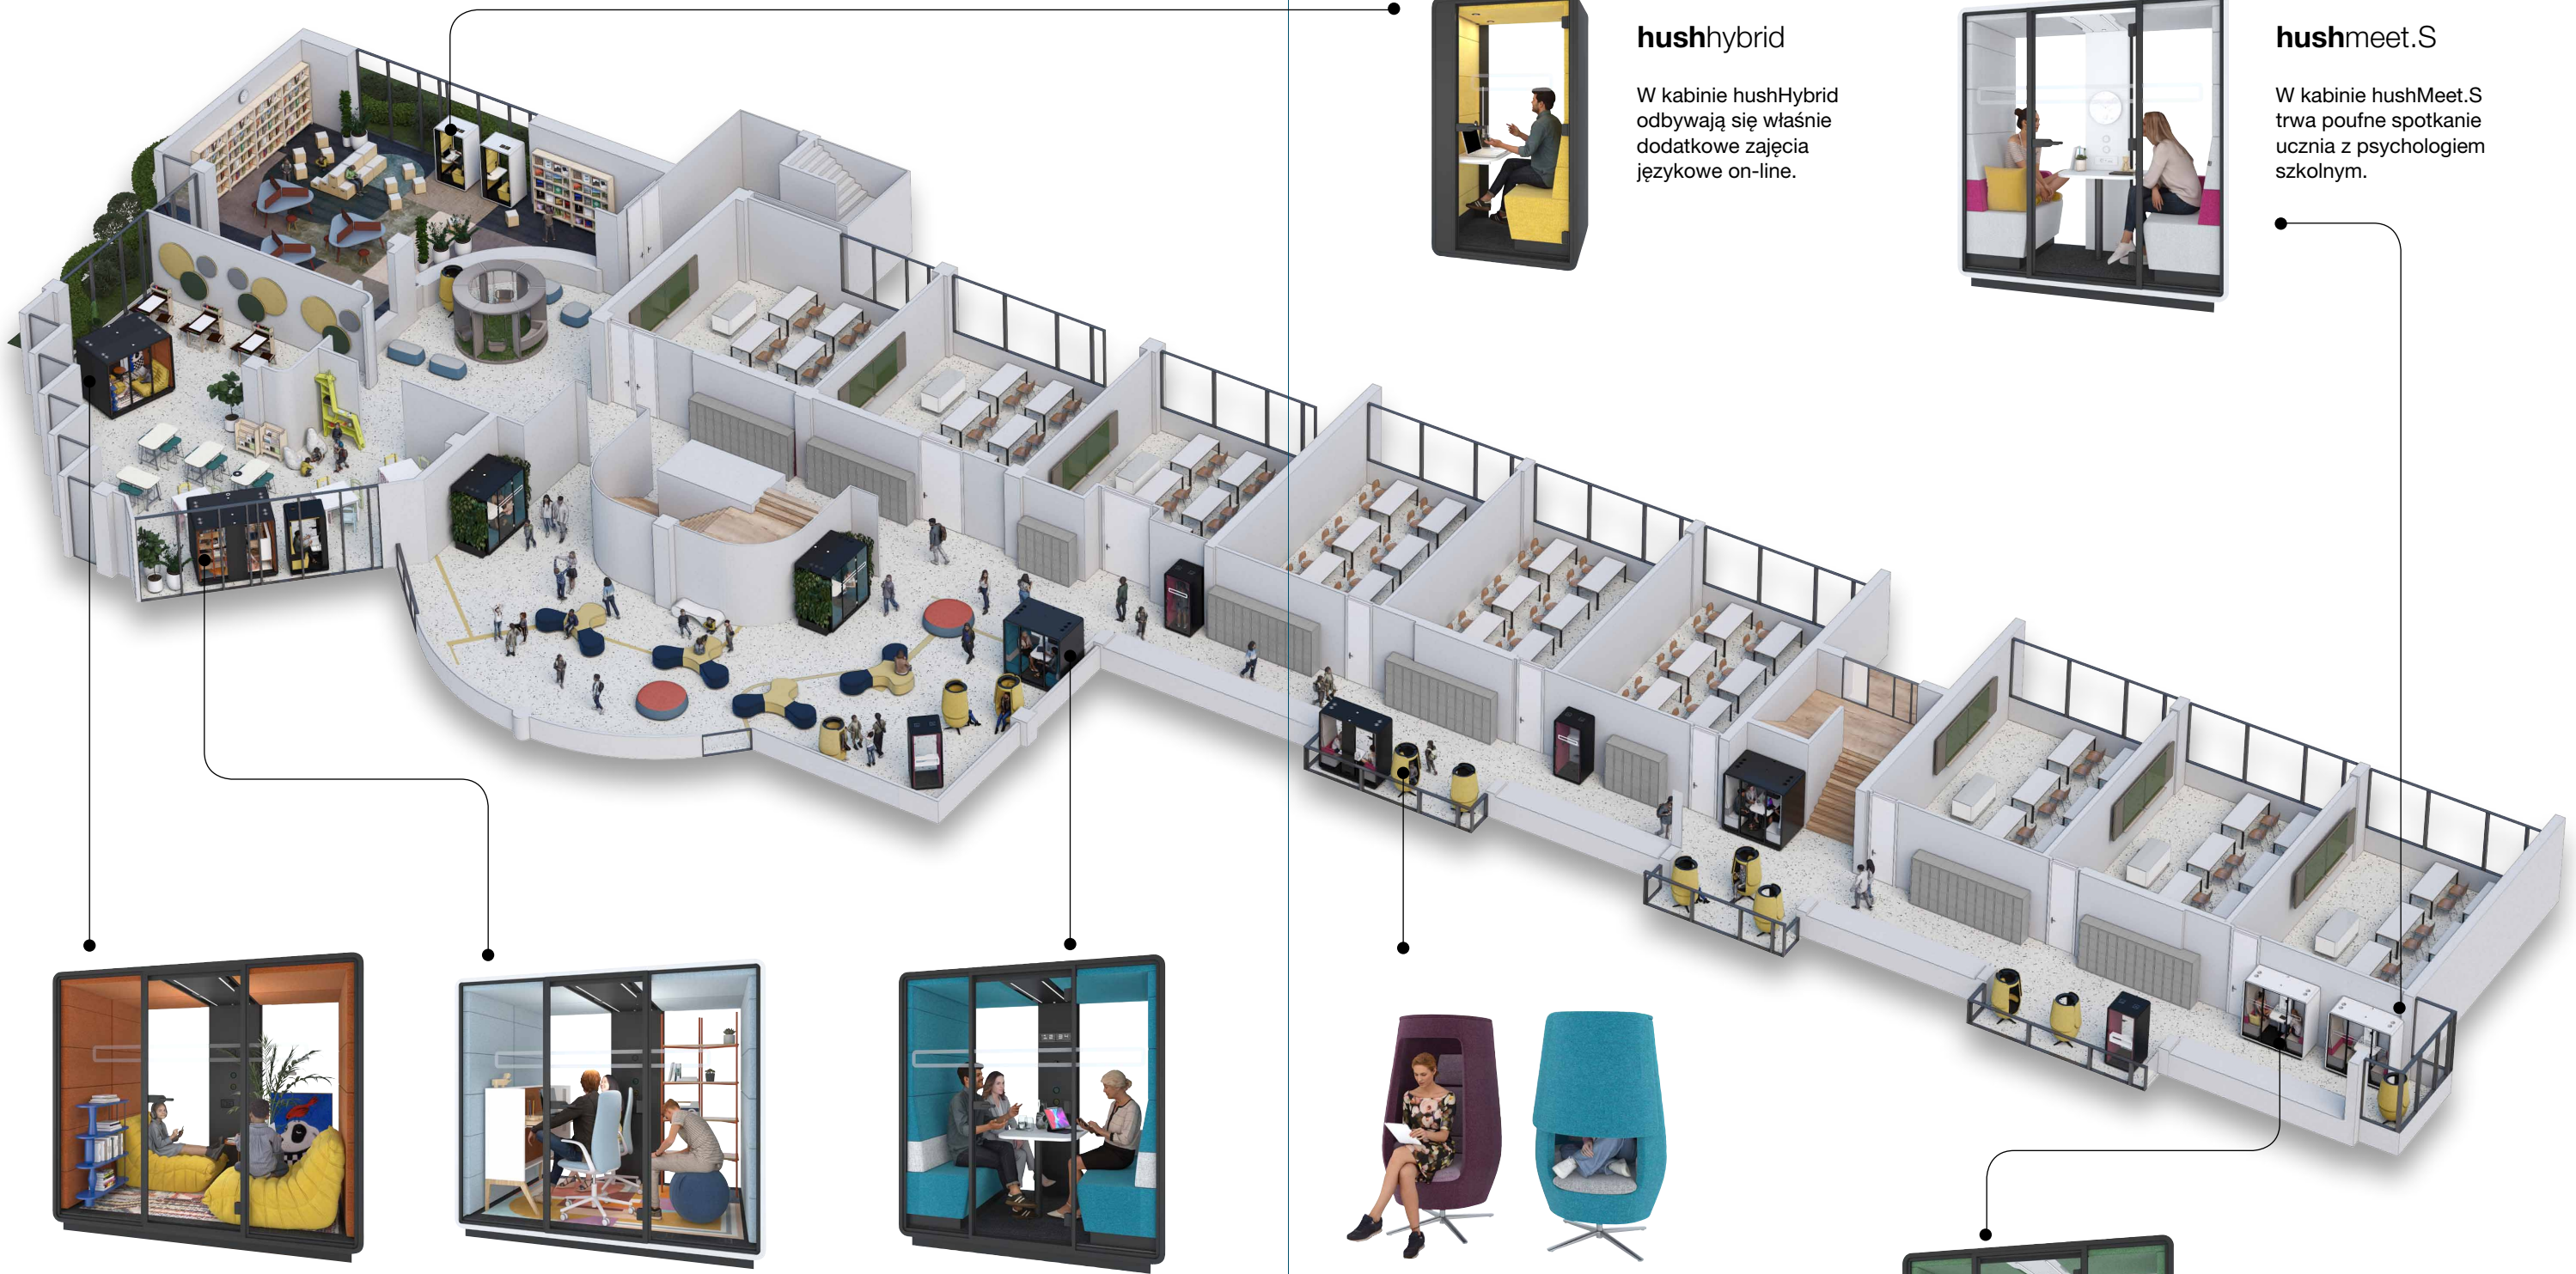 hushhybrid
W kabinie hushHybrid
odbywają się właśnie
dodatkowe zajęcia
językowe on-line.
hushmeet.S
W kabinie hushMeet.S
trwa poufne spotkanie
ucznia z psychologiem
szkolnym.